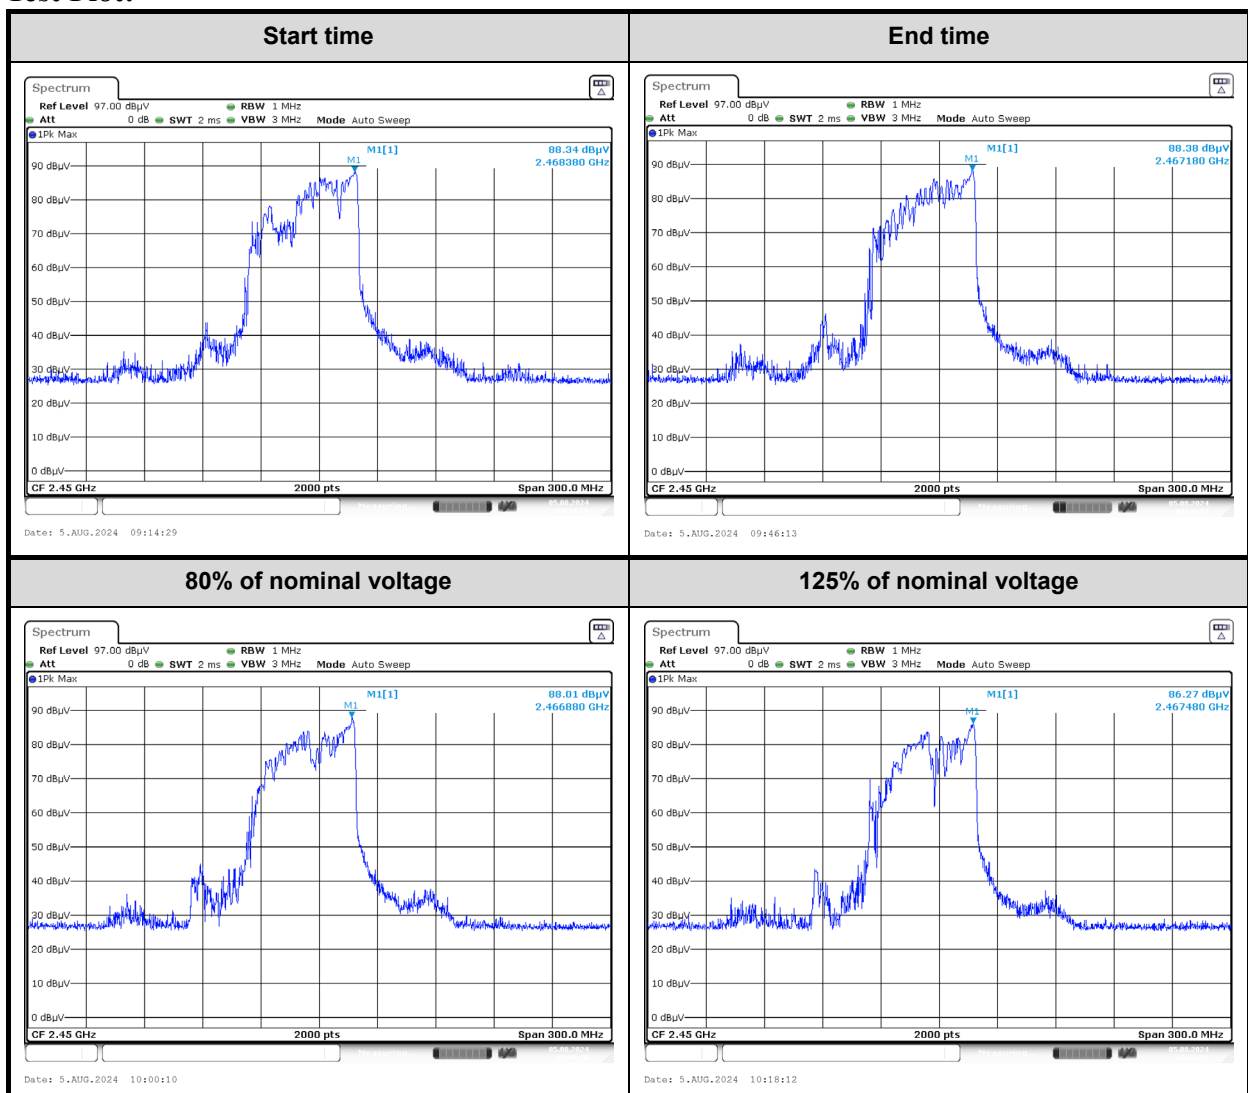 Start time
End time
Spectrum
Ref Level 97.00 dBµV RBW 1 MHz
Att 0 dB SWT 2 ms VBW 3 MHz Mode Auto Sweep
1Pk Max
M1[1] 88.34 dBµV
2.468380 GHz
M1
90 dBµV
80 dBµV
70 dBµV
60 dBµV
50 dBµV
40 dBµV
30 dBµV
20 dBµV
10 dBµV
0 dBµV
CF 2.45 GHz 2000 pts Span 300.0 MHz
Date: 5.AUG.2024 09:14:29
Spectrum
Ref Level 97.00 dBµV RBW 1 MHz
Att 0 dB SWT 2 ms VBW 3 MHz Mode Auto Sweep
1Pk Max
M1[1] 88.38 dBµV
2.467180 GHz
M1
90 dBµV
80 dBµV
70 dBµV
60 dBµV
50 dBµV
40 dBµV
30 dBµV
20 dBµV
10 dBµV
0 dBµV
CF 2.45 GHz 2000 pts Span 300.0 MHz
Date: 5.AUG.2024 09:46:13
80% of nominal voltage
125% of nominal voltage
Spectrum
Ref Level 97.00 dBµV RBW 1 MHz
Att 0 dB SWT 2 ms VBW 3 MHz Mode Auto Sweep
1Pk Max
M1[1] 88.01 dBµV
2.466880 GHz
M1
90 dBµV
80 dBµV
70 dBµV
60 dBµV
50 dBµV
40 dBµV
30 dBµV
20 dBµV
10 dBµV
0 dBµV
CF 2.45 GHz 2000 pts Span 300.0 MHz
Date: 5.AUG.2024 10:00:10
Spectrum
Ref Level 97.00 dBµV RBW 1 MHz
Att 0 dB SWT 2 ms VBW 3 MHz Mode Auto Sweep
1Pk Max
M1[1] 86.27 dBµV
2.467480 GHz
M1
90 dBµV
80 dBµV
70 dBµV
60 dBµV
50 dBµV
40 dBµV
30 dBµV
20 dBµV
10 dBµV
0 dBµV
CF 2.45 GHz 2000 pts Span 300.0 MHz
Date: 5.AUG.2024 10:18:12